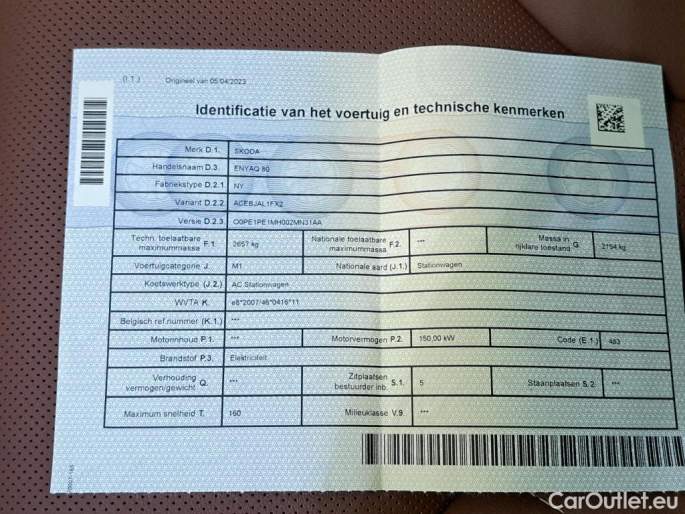 (I.1.) Origineel van 05/04/2023
Identificatie van het voertuig en technische kenmerken
Merk D.1. SKODA
Handelsnaam D.3. ENYAQ 80
Fabriekstype D.2.1. NY
Variant D.2.2. ACEBJAL1FX2
Versie D.2.3. O0PE1PE1MH002MN31AA
Techn. toelaatbare maximummassa F.1. 2657 kg Nationale toelaatbare maximummassa F.2. *** Massa in rijklare toestand G. 2194 kg
Voertuigcategorie J. M1 Nationale aard (J.1.) Stationwagen
Koetswerktype (J.2.) AC Stationwagen
WVTA K. e8*2007/46*0416*11
Belgisch ref.nummer (K.1.) ***
Motorinhoud P.1. *** Motorvermogen P.2. 150,00 kW Code (E.1.) 483
Brandstof P.3. Elektriciteit
Verhouding vermogen/gewicht Q. *** Zitplaatsen bestuurder inb. S.1. 5 Staanplaatsen S.2. ***
Maximum snelheid T. 160 Milieuklasse V.9. ***
CarOutlet.eu